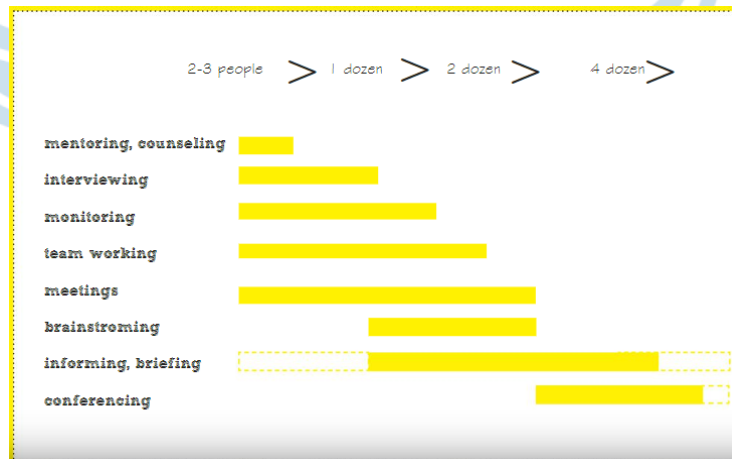 2-3 people > 1 dozen > 2 dozen > 4 dozen >
mentoring, counseling
interviewing
monitoring
team working
meetings
brainstroming
informing, briefing
conferencing